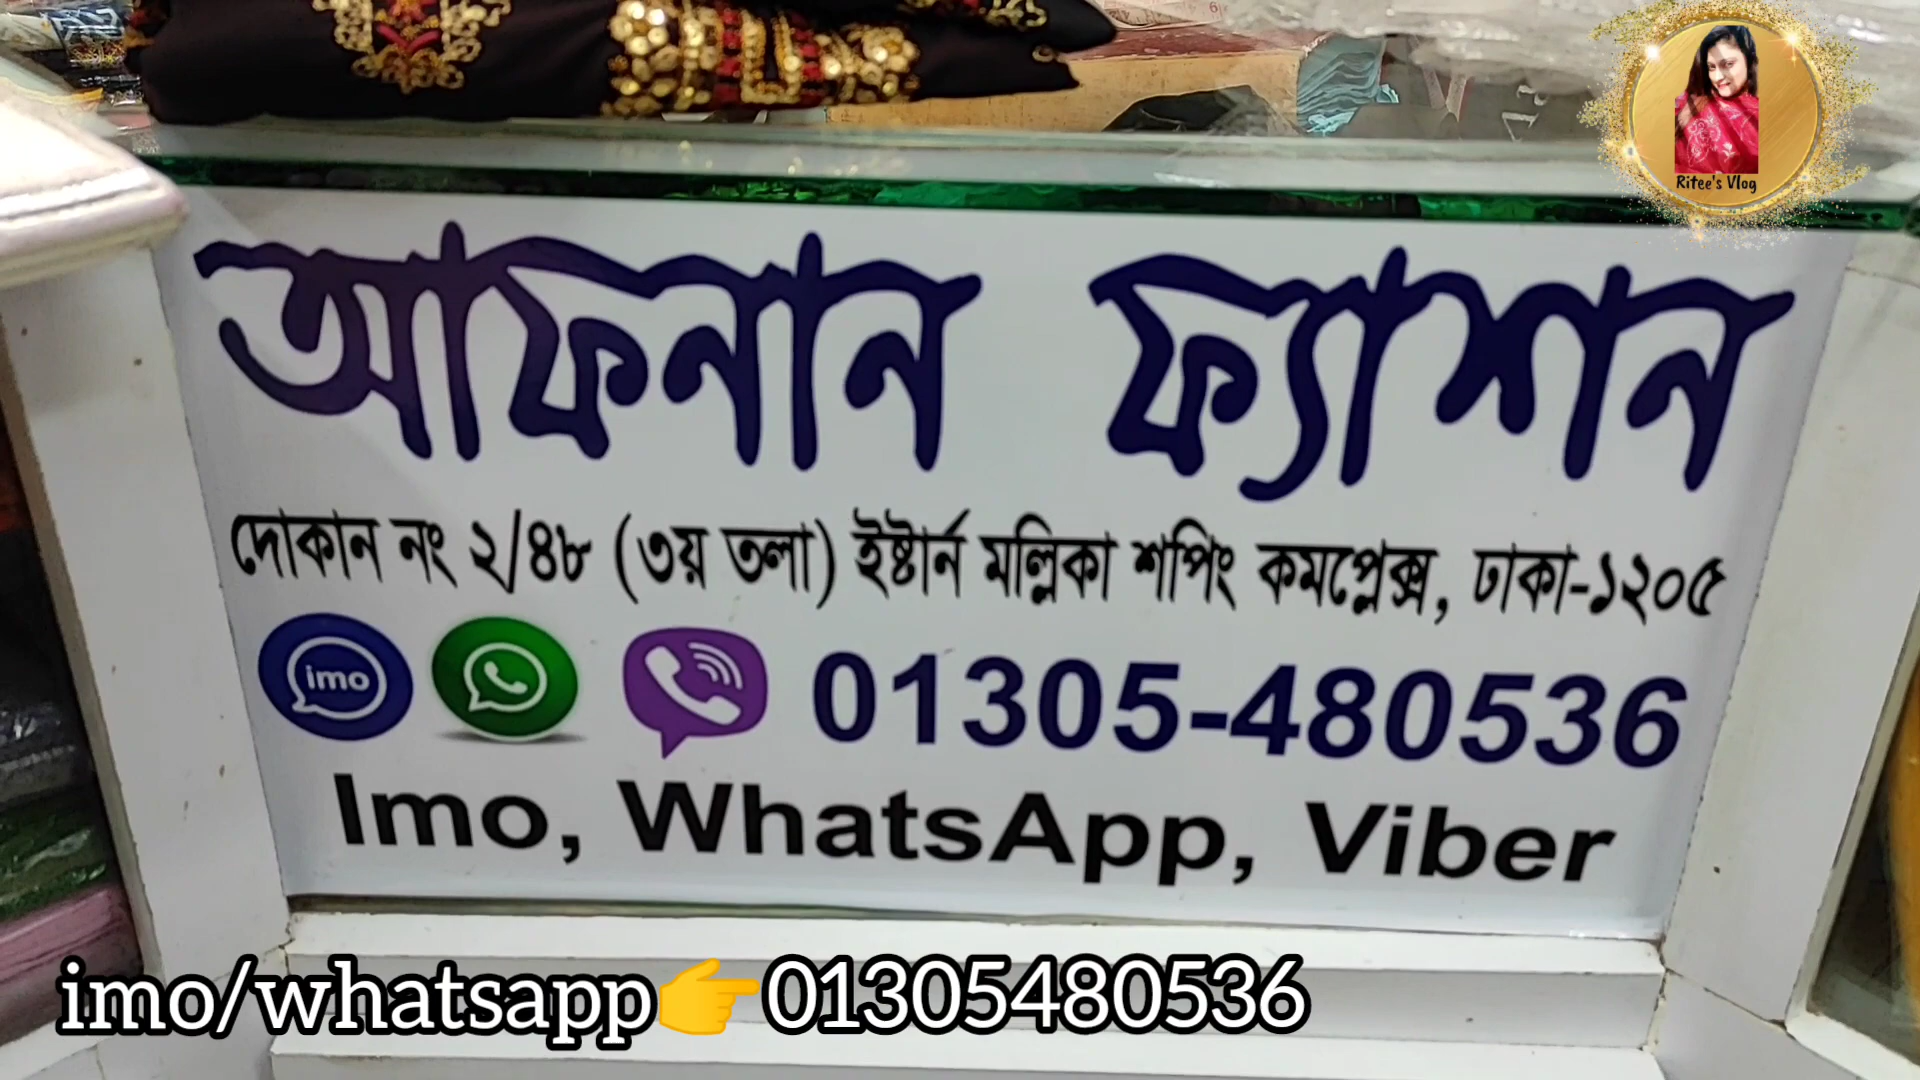 Ritee's Vlog
আফনান ফ্যাশন
দোকান নং ২/৪৮ (৩য় তলা) ইষ্টার্ন মল্লিকা শপিং কমপ্লেক্স, ঢাকা-১২০৫
imo 01305-480536
Imo, WhatsApp, Viber
imo/whatsapp👉01305480536